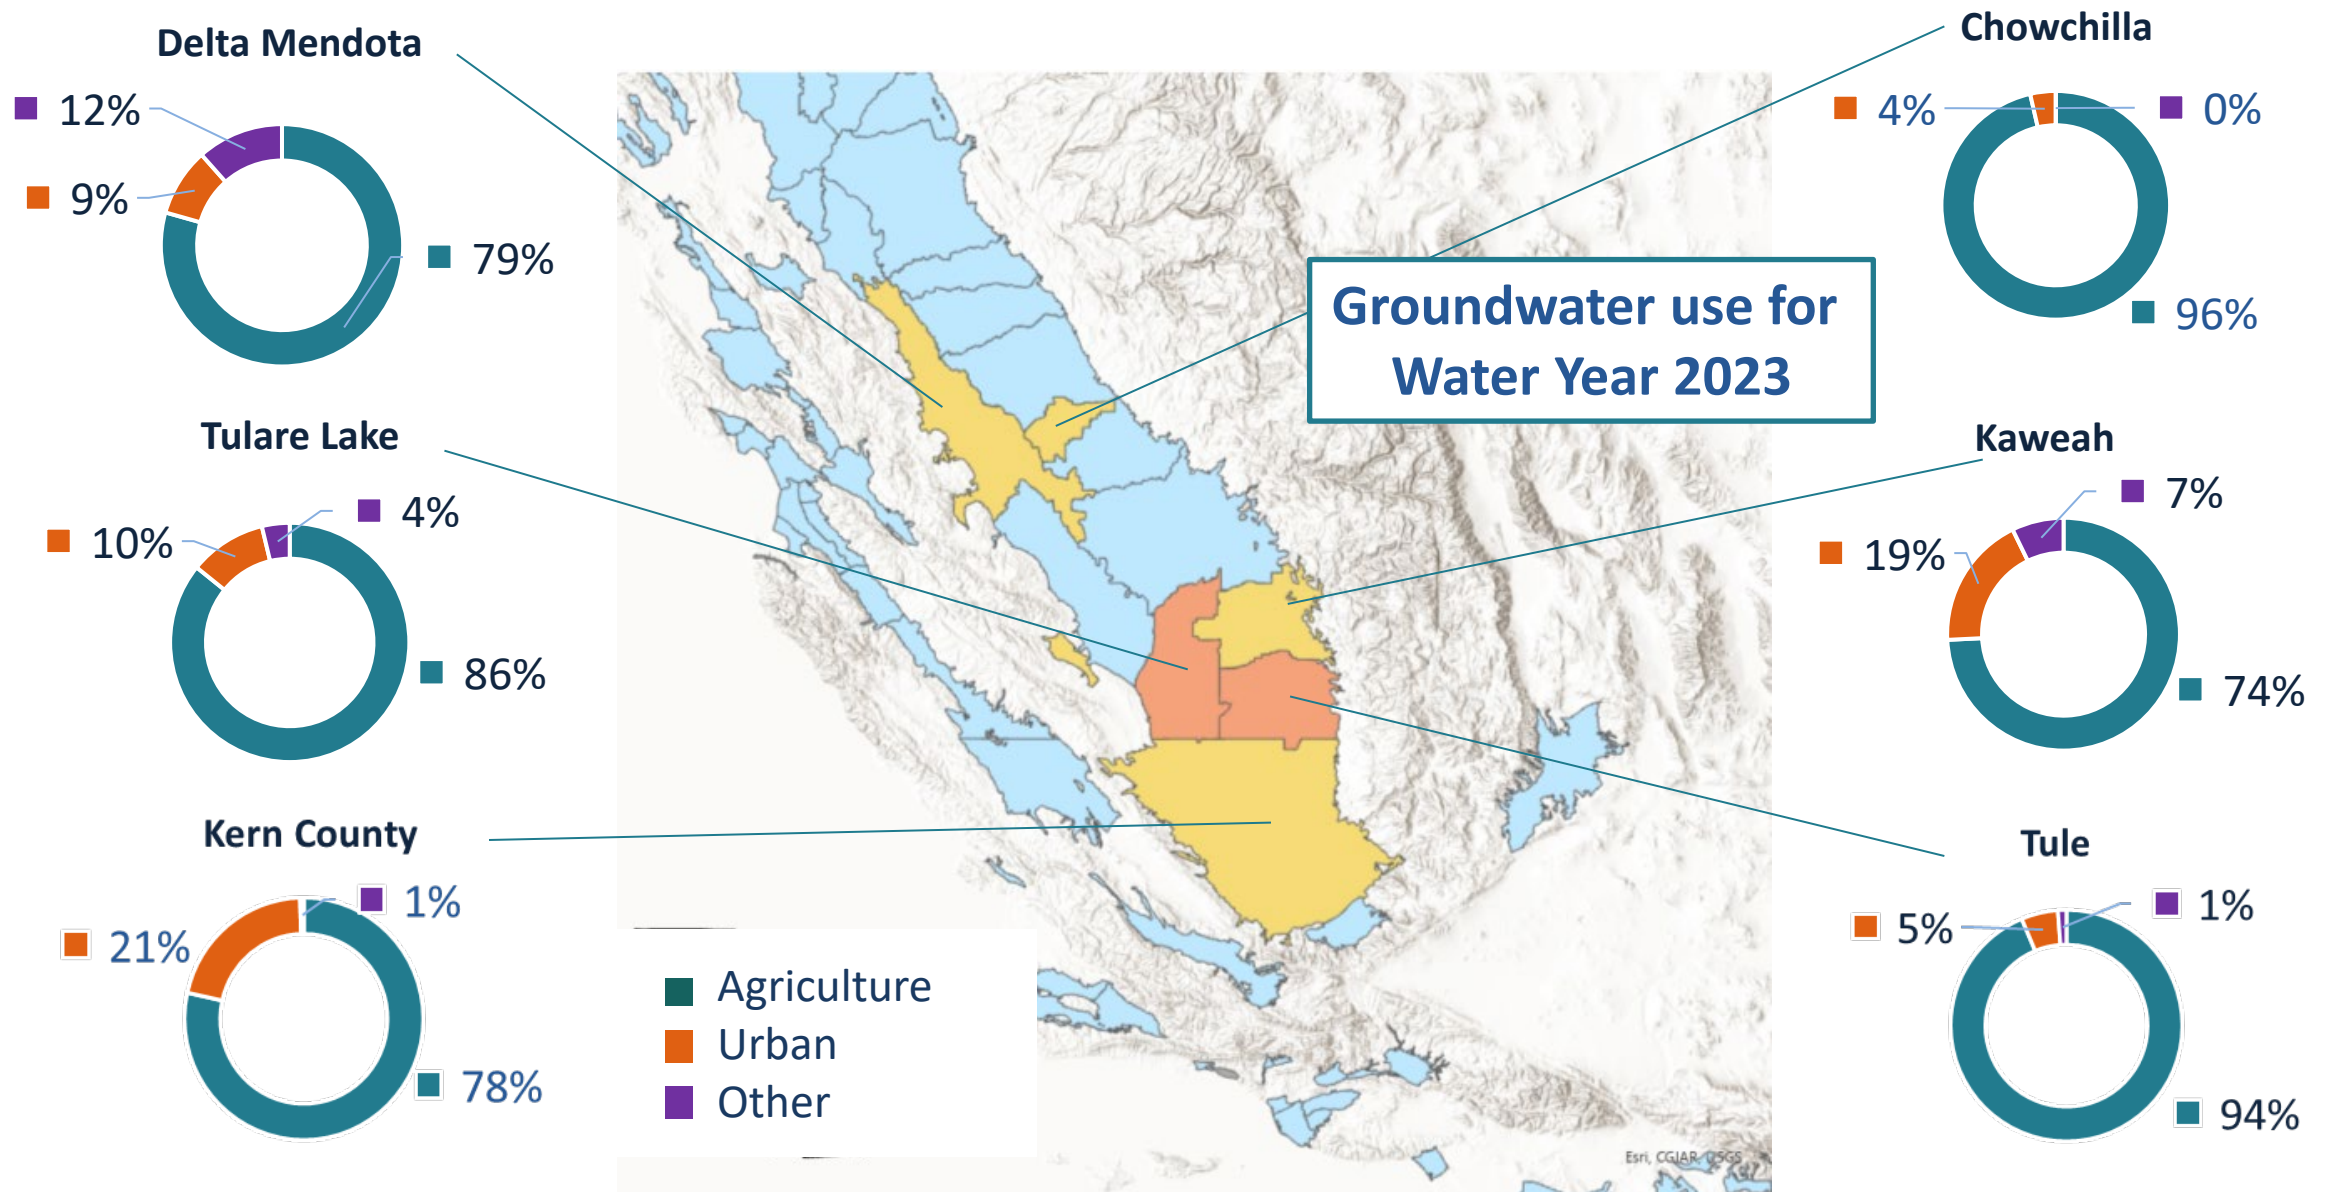 Delta Mendota
12%
9%
79%
Chowchilla
4%
0%
96%
Groundwater use for
Water Year 2023
Tulare Lake
10%
4%
86%
Kaweah
7%
19%
74%
Kern County
1%
21%
78%
Tule
1%
5%
94%
Agriculture
Urban
Other
Esri, CGIAR, USGS